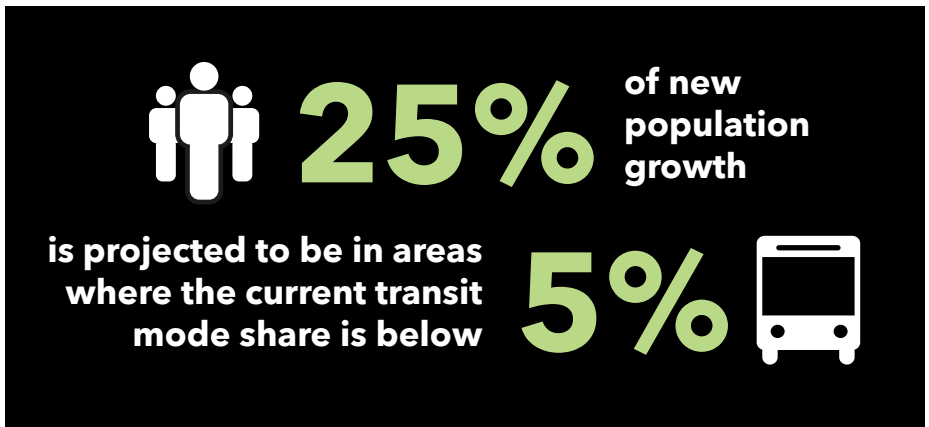 25%
of new
population
growth
is projected to be in areas
where the current transit
mode share is below
5%